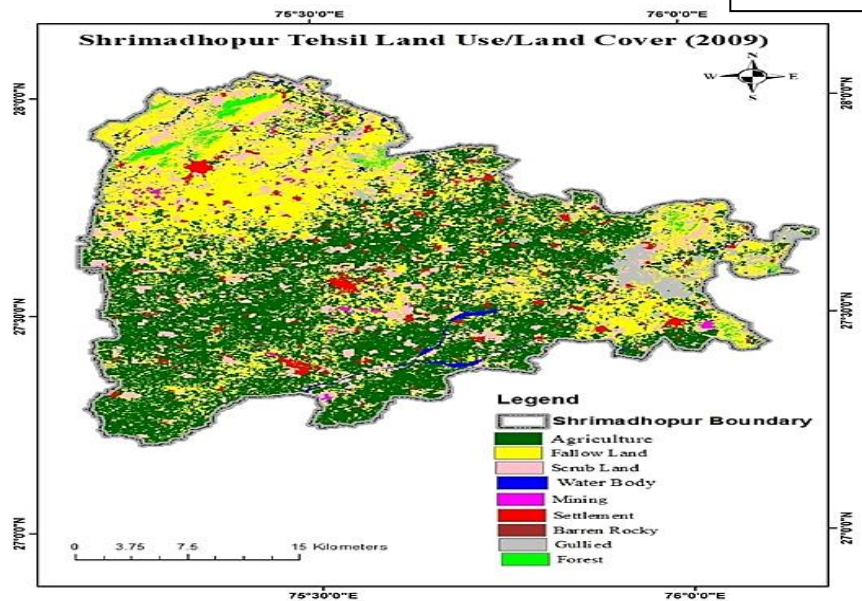 75°30'0"E 76°0'0"E
Shrimadhopur Tehsil Land Use/Land Cover (2009)
N
W E
S
28°0'0"N 28°0'0"N
27°30'0"N 27°30'0"N
27°0'0"N 27°0'0"N
Legend
Shrimadhopur Boundary
Agriculture
Fallow Land
Scrub Land
Water Body
Mining
Settlement
Barren Rocky
Gullied
Forest
0 3.75 7.5 15 Kilometers
75°30'0"E 76°0'0"E